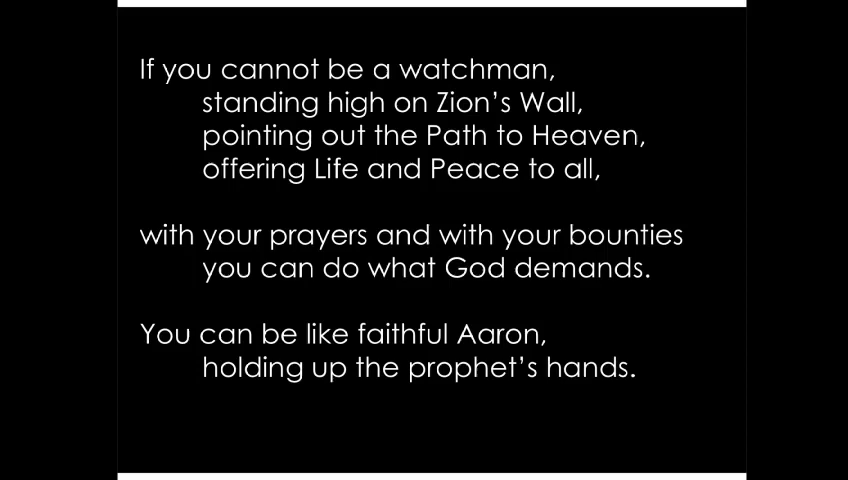 If you cannot be a watchman,
standing high on Zion’s Wall,
pointing out the Path to Heaven,
offering Life and Peace to all,
with your prayers and with your bounties
you can do what God demands.
You can be like faithful Aaron,
holding up the prophet’s hands.